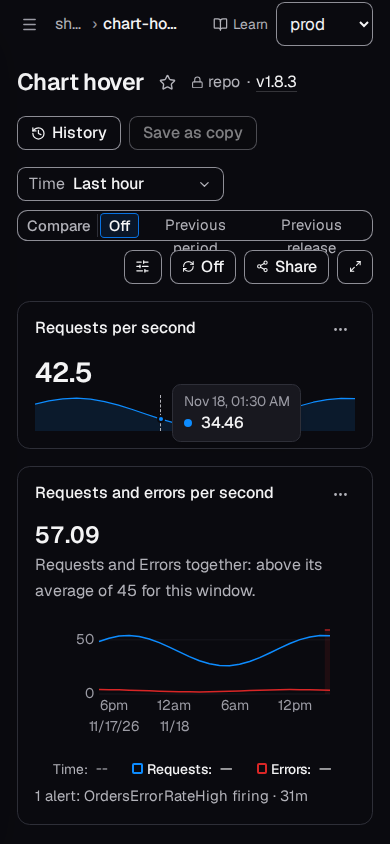 sh... › chart-ho... Learn prod
Chart hover repo · v1.8.3
History Save as copy
Time Last hour
Compare Off Previous period Previous release
Off Share
Requests per second ...
42.5
Nov 18, 01:30 AM
34.46
Requests and errors per second ...
57.09
Requests and Errors together: above its
average of 45 for this window.
50
0
6pm 12am 6am 12pm
11/17/26 11/18
Time: -- Requests: — Errors: —
1 alert: OrdersErrorRateHigh firing · 31m